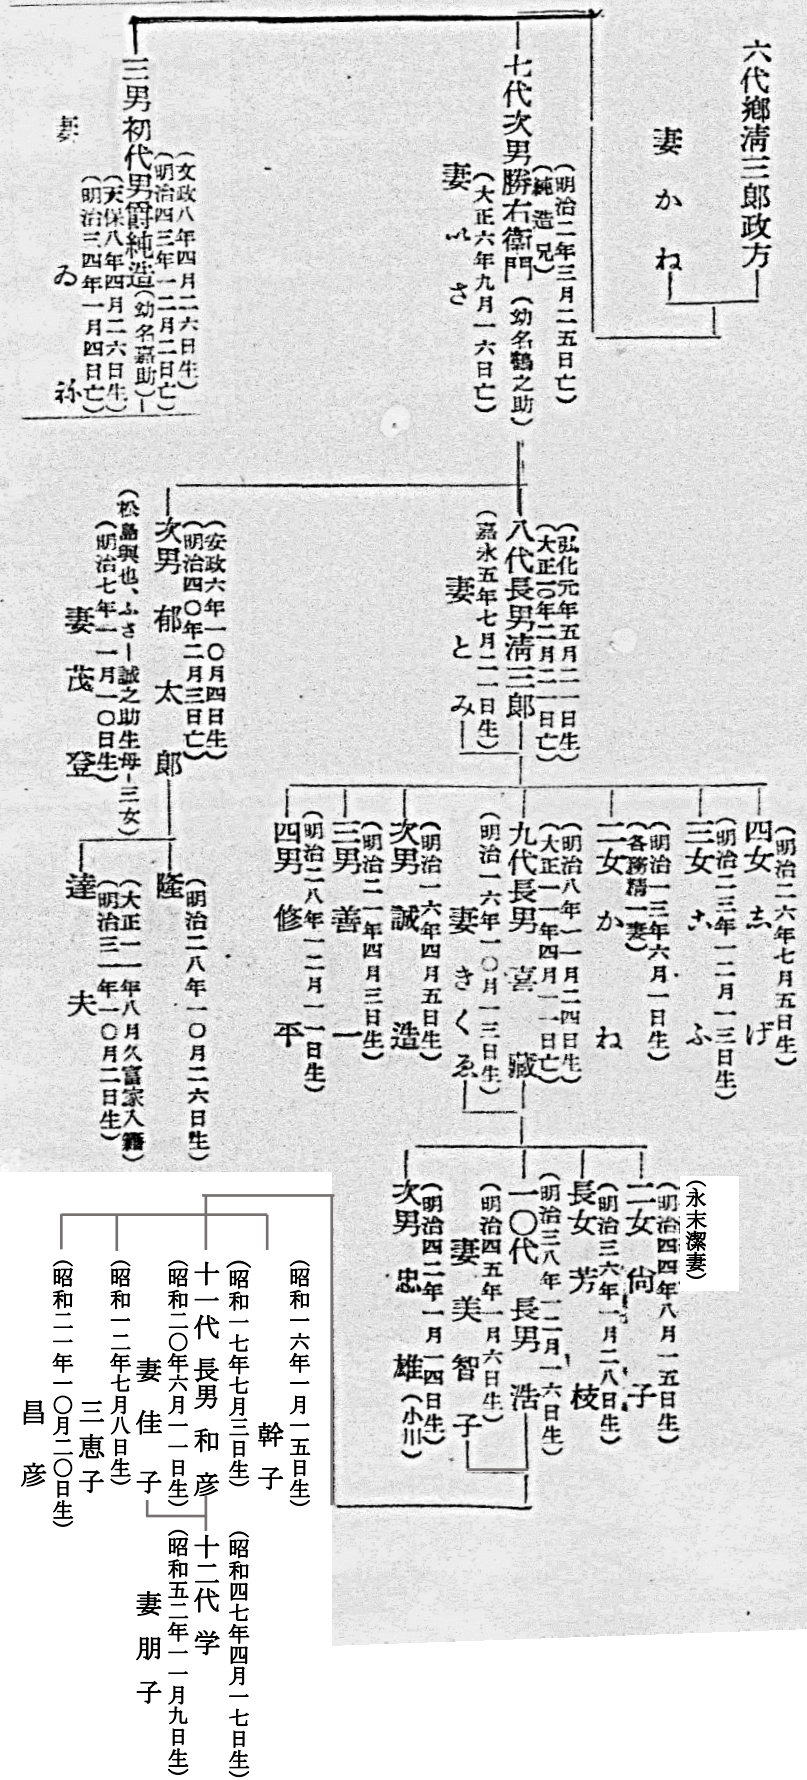 六代鄕淸三郎政方
妻かね
(明治二年三月二五日亡)
(純造兄)
七代次男勝右衛門(幼名鶴之助)
(大正六年九月一六日亡)
妻いさ
(文政八年四月二六日生)
(明治四三年一二月二日亡)
三男初代男爵純造(幼名嘉助)
(天保八年四月二六日生)
(明治三四年一月四日亡)
妻ゐ祢
(弘化元年五月二一日生)
(大正一〇年二月二一日亡)
八代長男淸三郎
(嘉永五年七月二一日生)
妻とみ
(安政六年一〇月四日生)
(明治四〇年二月三日亡)
次男郁太郎
(松島與也、ふさ―誠之助生母―三女)
(明治七年一一月一〇日生)
妻茂登
(明治二六年七月五日生)
四女志げ
(明治二三年一二月一三日生)
三女こふ
(明治一三年六月一日生)
(各務精一妻)
二女かね
(明治八年一一月二四日生)
(大正一一年四月一一日亡)
九代長男喜藏
(明治一六年一〇月一三日生)
妻きくゑ
(明治一六年四月五日生)
次男誠造
(明治二一年四月三日生)
三男善一
(明治二八年一二月一一日生)
四男修平
(明治二八年一〇月二六日生)
隆
(大正一一年八月久富家入籍)
(明治三一年一〇月二日生)
達夫
(永末潔妻)
(明治四四年八月一五日生)
二女尙子
(明治三六年一月二八日生)
長女芳枝
(明治三八年一二月一六日生)
一〇代 長男浩
(明治四五年一月六日生)
妻美智子
(明治四二年一月一四日生)
次男忠雄(小川)
(昭和一六年一月一五日生)
幹子
(昭和一七年七月三日生)
十一代 長男 和彦
(昭和二〇年六月一一日生)
妻 佳子
(昭和一二年七月八日生)
三恵子
(昭和二一年一〇月二〇日生)
昌彦
(昭和四七年四月一七日生)
十二代 学
(昭和五二年一一月九日生)
妻 朋子